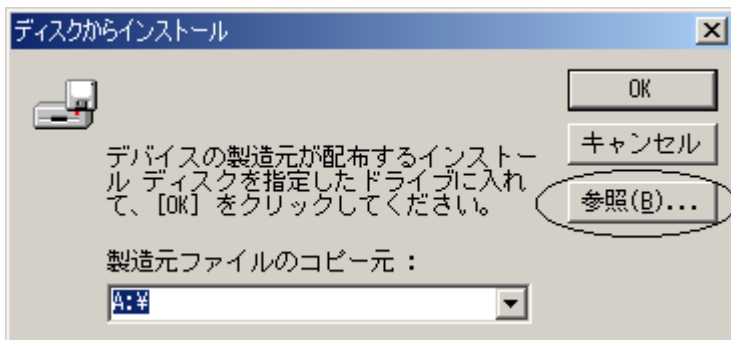 ディスクからインストール
OK
キャンセル
参照(B)...
デバイスの製造元が配布するインストー
ル ディスクを指定したドライブに入れ
て、[OK] をクリックしてください。
製造元ファイルのコピー元 :
A:¥